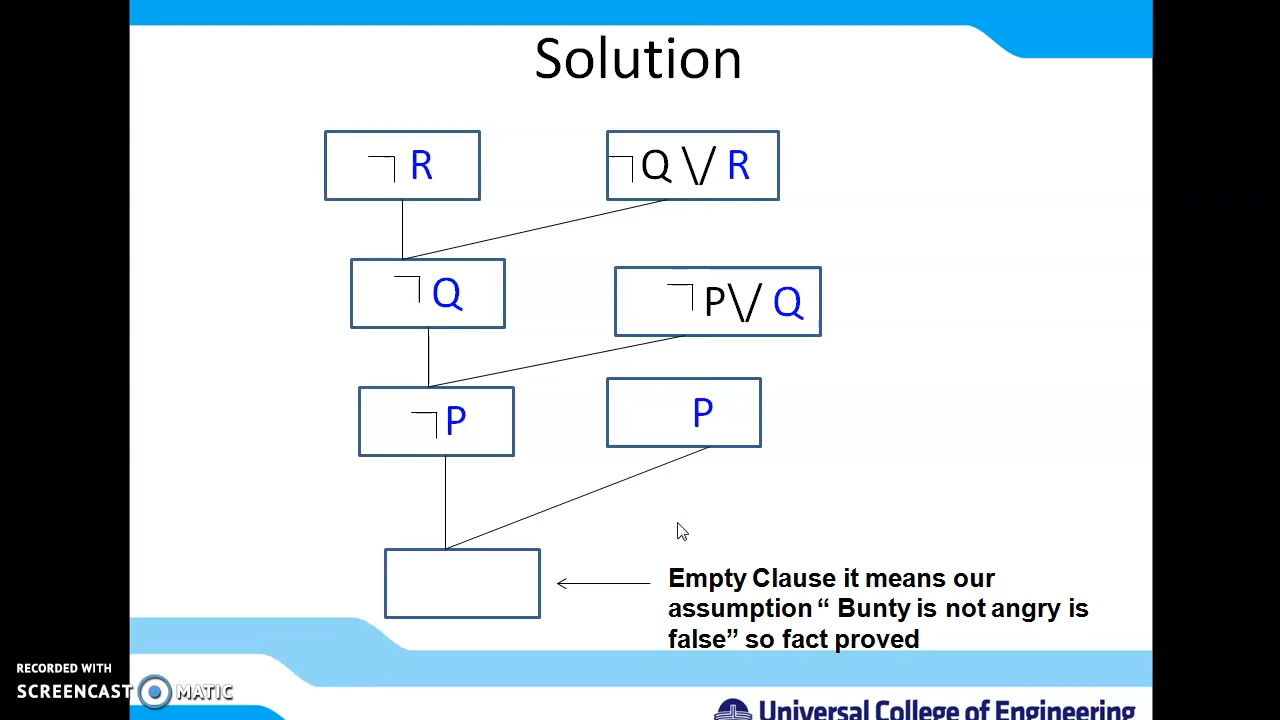 Solution
¬ R
¬ Q \/ R
¬ Q
¬ P\/ Q
¬ P
P
Empty Clause it means our
assumption “ Bunty is not angry is
false” so fact proved
RECORDED WITH
SCREENCAST MATIC
Universal College of Engineering